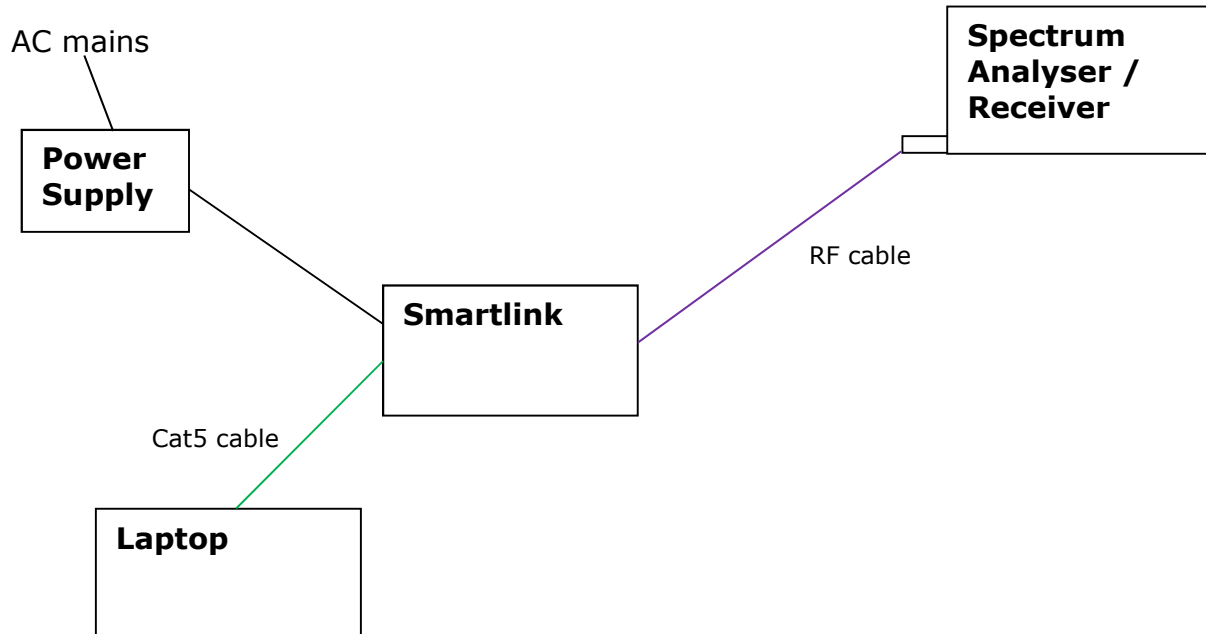 AC mains
Spectrum
Analyser /
Receiver
Power
Supply
RF cable
Smartlink
Cat5 cable
Laptop